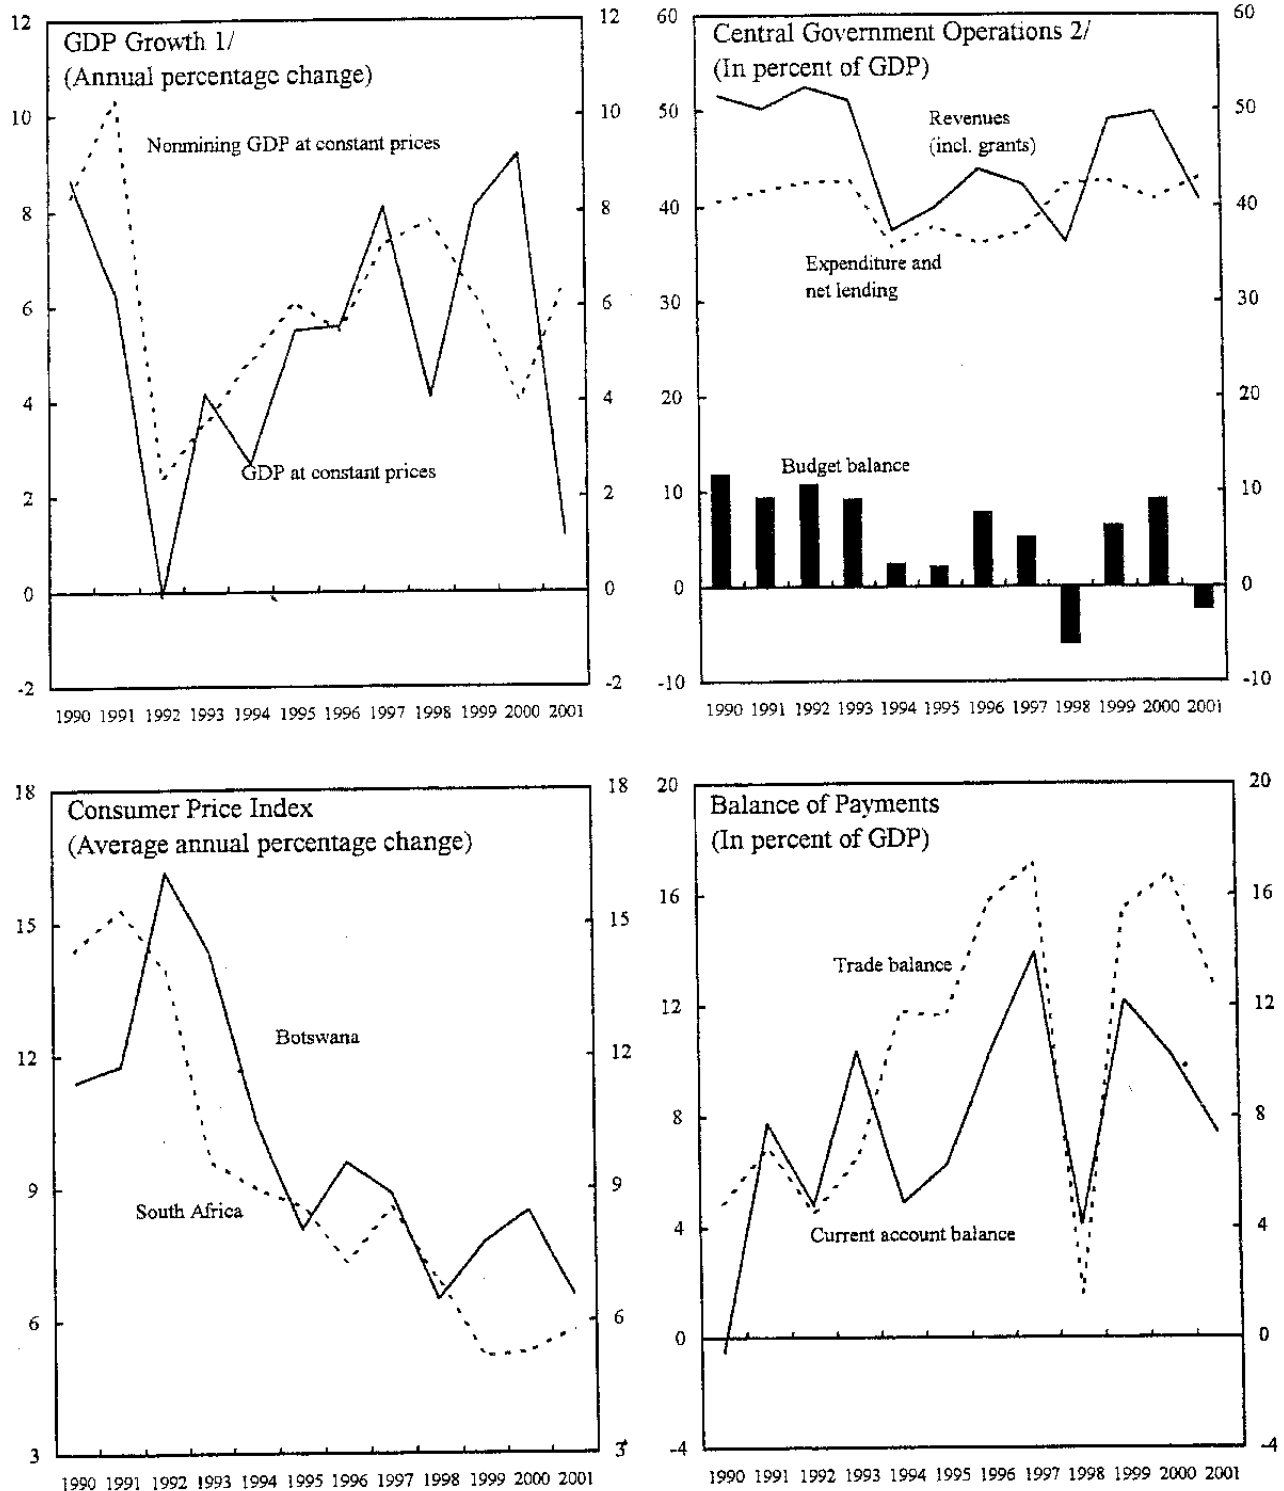 GDP Growth 1/
(Annual percentage change)
12
10
8
6
4
2
0
-2
12
10
8
6
4
2
0
-2
Nonmining GDP at constant prices
GDP at constant prices
1990 1991 1992 1993 1994 1995 1996 1997 1998 1999 2000 2001
Central Government Operations 2/
(In percent of GDP)
60
50
40
30
20
10
0
-10
60
50
40
30
20
10
0
-10
Revenues
(incl. grants)
Expenditure and
net lending
Budget balance
1990 1991 1992 1993 1994 1995 1996 1997 1998 1999 2000 2001
Consumer Price Index
(Average annual percentage change)
18
15
12
9
6
3
18
15
12
9
6
3
Botswana
South Africa
1990 1991 1992 1993 1994 1995 1996 1997 1998 1999 2000 2001
Balance of Payments
(In percent of GDP)
20
16
12
8
4
0
-4
20
16
12
8
4
0
-4
Trade balance
Current account balance
1990 1991 1992 1993 1994 1995 1996 1997 1998 1999 2000 2001